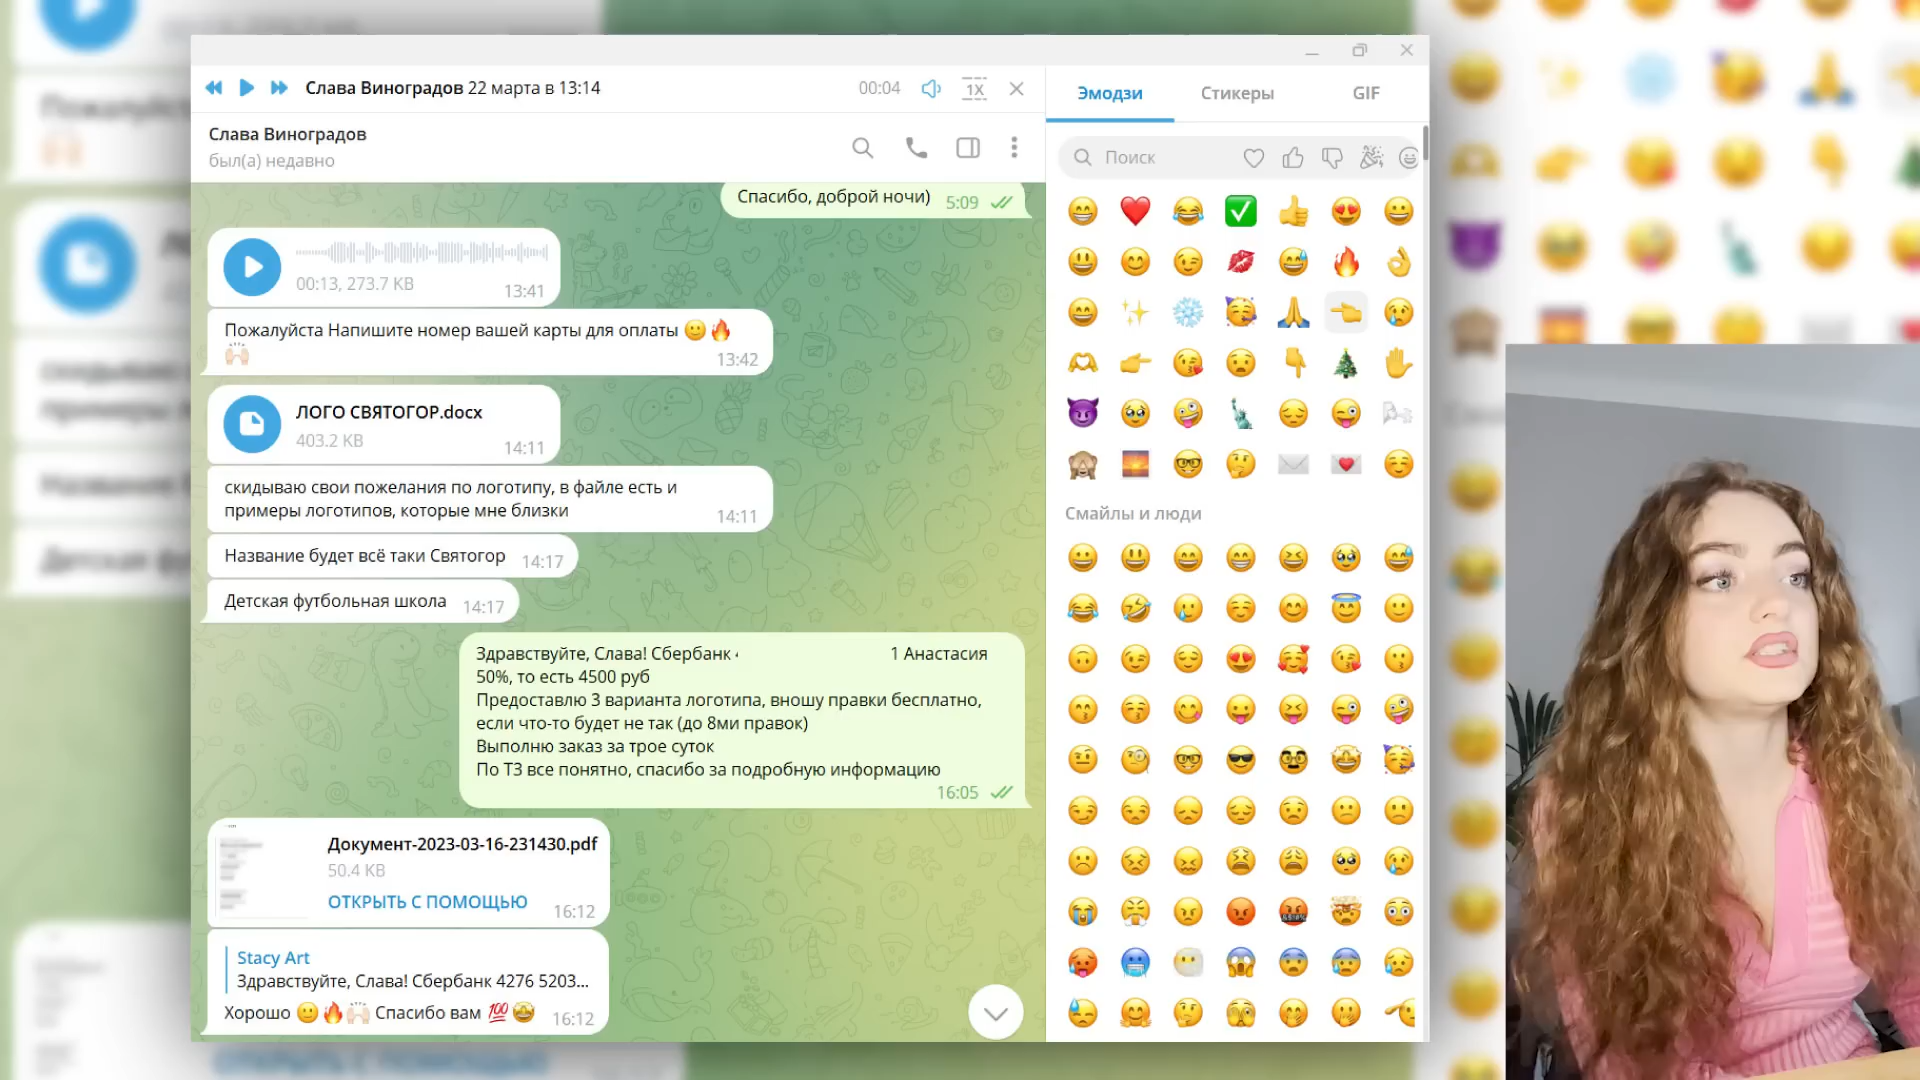 Слава Виноградов 22 марта в 13:14
00:04
1X
Слава Виноградов
был(а) недавно
Спасибо, доброй ночи) 5:09
00:13, 273.7 KB
13:41
Пожалуйста Напишите номер вашей карты для оплаты 🙂🔥
🙌🏻
13:42
ЛОГО СВЯТОГОР.docx
403.2 KB
14:11
скидываю свои пожелания по логотипу, в файле есть и
примеры логотипов, которые мне близки
14:11
Название будет всё таки Святогор 14:17
Детская футбольная школа 14:17
Здравствуйте, Слава! Сбербанк 1 Анастасия
50%, то есть 4500 руб
Предоставлю 3 варианта логотипа, вношу правки бесплатно,
если что-то будет не так (до 8ми правок)
Выполню заказ за трое суток
По ТЗ все понятно, спасибо за подробную информацию
16:05
Документ-2023-03-16-231430.pdf
50.4 KB
ОТКРЫТЬ С ПОМОЩЬЮ
16:12
Stacy Art
Здравствуйте, Слава! Сбербанк 4276 5203...
Хорошо 🙂🔥🙌🏻 Спасибо вам 💯🤩 16:12
Эмодзи Стикеры GIF
Поиск
Смайлы и люди